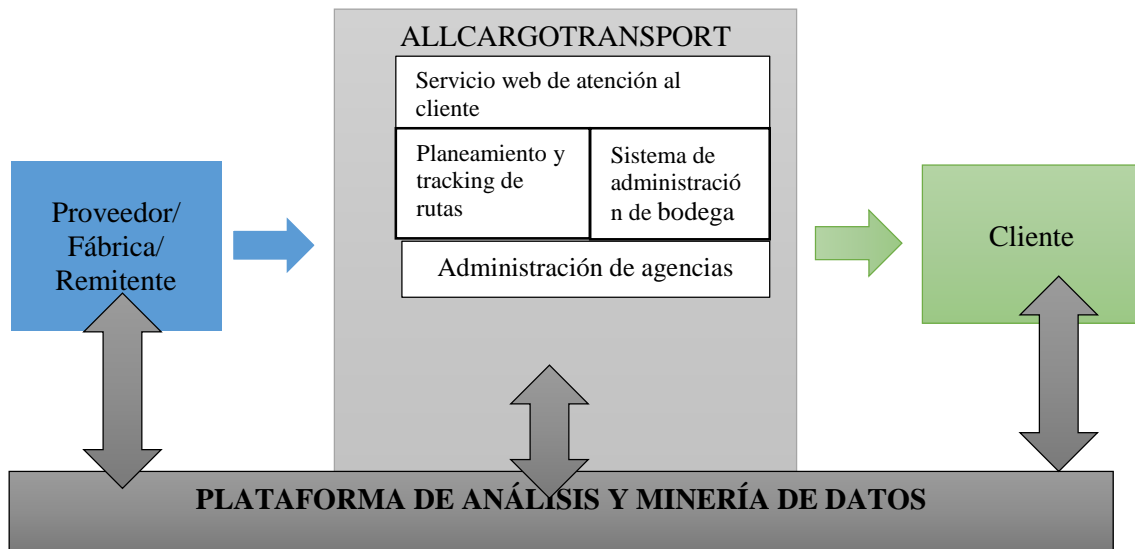 ALLCARGOTRANSPORT
Servicio web de atención al
cliente
Planeamiento y
tracking de
rutas
Sistema de
administració
n de bodega
Administración de agencias
Proveedor/
Fábrica/
Remitente
Cliente
PLATAFORMA DE ANÁLISIS Y MINERÍA DE DATOS